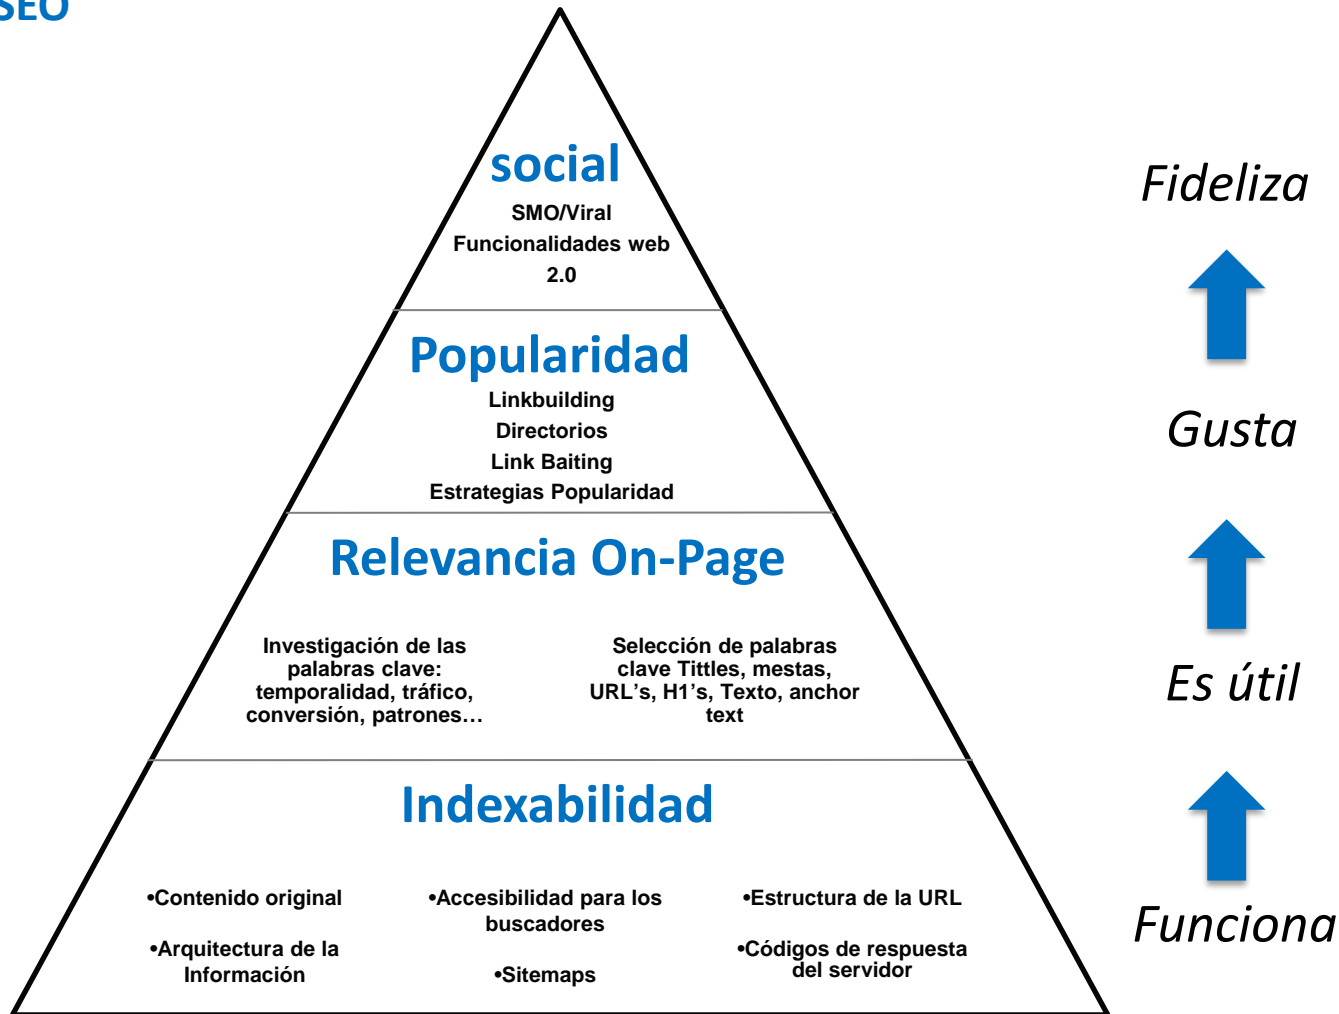 SEO
social
SMO/Viral
Funcionalidades web
2.0
Fideliza
Popularidad
Linkbuilding
Directorios
Link Baiting
Estrategias Popularidad
Gusta
Relevancia On-Page
Investigación de las
palabras clave:
temporalidad, tráfico,
conversión, patrones…
Selección de palabras
clave Tittles, mestas,
URL’s, H1’s, Texto, anchor
text
Es útil
Indexabilidad
•Contenido original
•Arquitectura de la
Información
•Accesibilidad para los
buscadores
•Sitemaps
•Estructura de la URL
•Códigos de respuesta
del servidor
Funciona